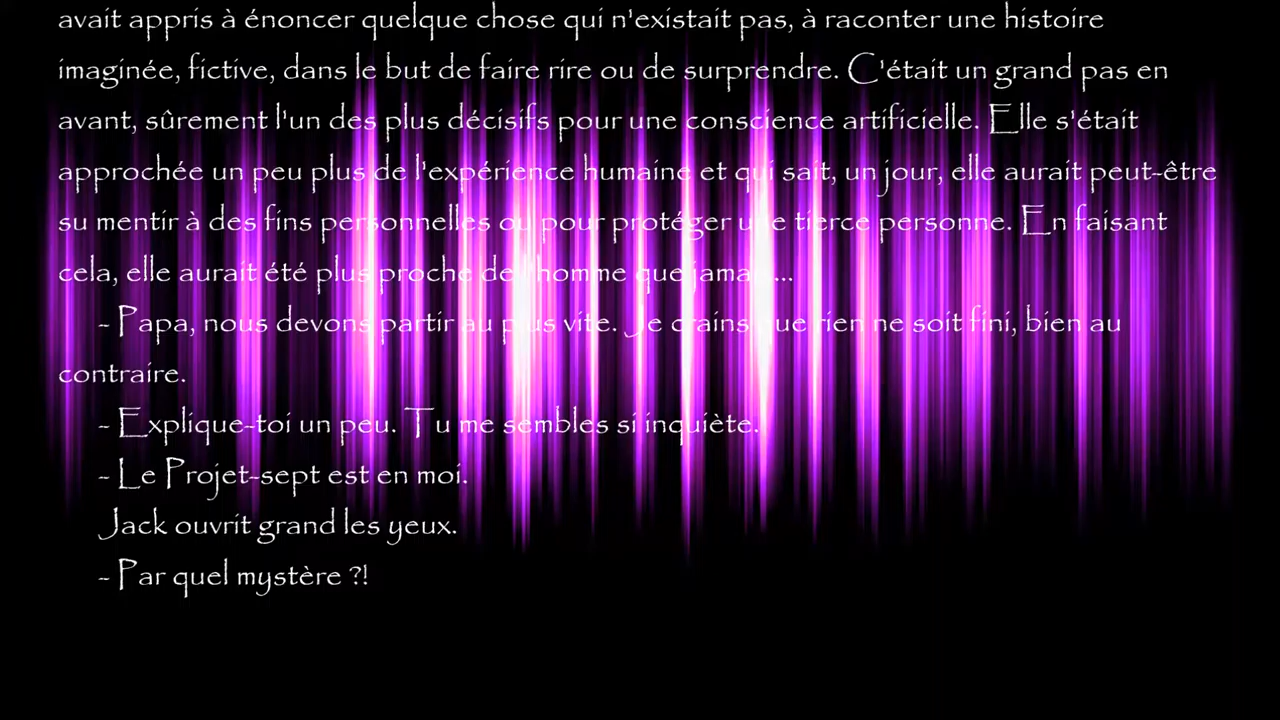 avait appris à énoncer quelque chose qui n'existait pas, à raconter une histoire
imaginée, fictive, dans le but de faire rire ou de surprendre. C'était un grand pas en
avant, sûrement l'un des plus décisifs pour une conscience artificielle. Elle s'était
approchée un peu plus de l'expérience humaine et qui sait, un jour, elle aurait peut-être
su mentir à des fins personnelles ou pour protéger une tierce personne. En faisant
cela, elle aurait été plus proche de l'homme que jamais...
- Papa, nous devons partir au plus vite. Je crains que rien ne soit fini, bien au
contraire.
- Explique-toi un peu. Tu me sembles si inquiète.
- Le Projet-sept est en moi.
Jack ouvrit grand les yeux.
- Par quel mystère ?!